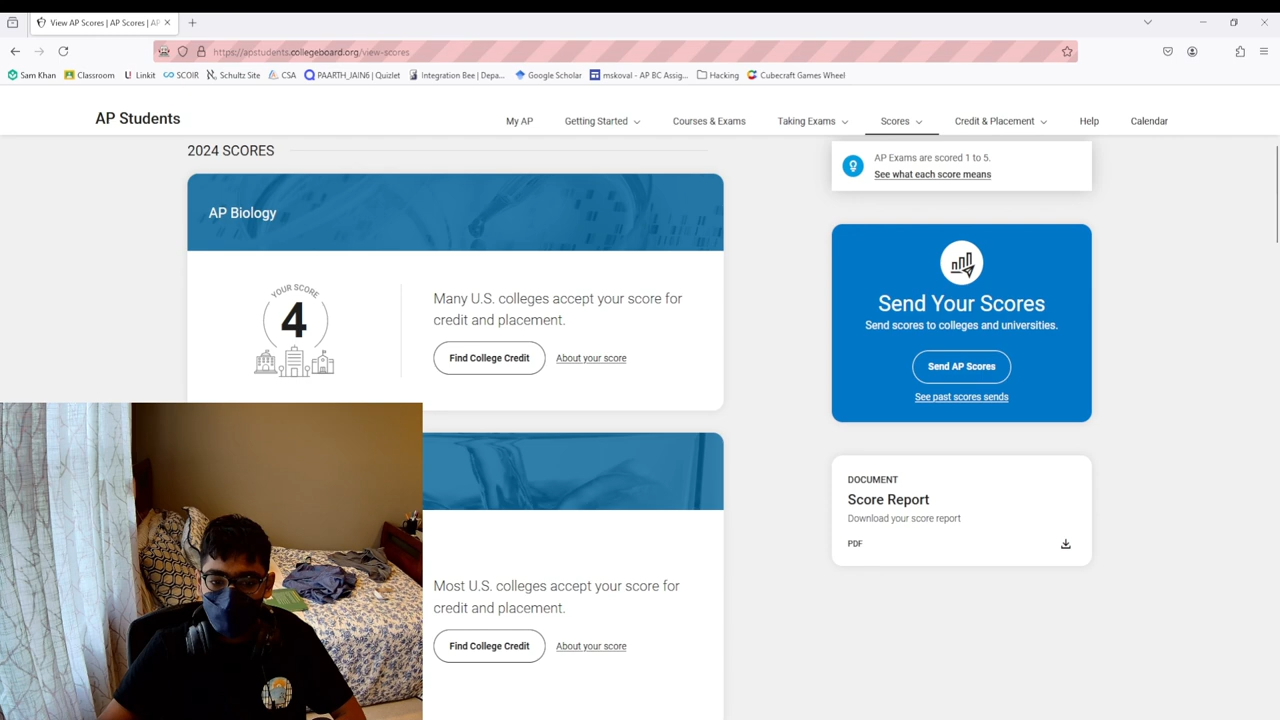 View AP Scores | AP Scores | AP
https://apstudents.collegeboard.org/view-scores
Sam Khan Classroom Linkit SCOIR Schultz Site CSA PAARTH_JAIN6 | Quizlet Integration Bee | Depa... Google Scholar mskoval - AP BC Assig... Hacking Cubecraft Games Wheel
AP Students
My AP Getting Started Courses & Exams Taking Exams Scores Credit & Placement Help Calendar
2024 SCORES
AP Biology
YOUR SCORE
4
Many U.S. colleges accept your score for
credit and placement.
Find College Credit About your score
Most U.S. colleges accept your score for
credit and placement.
Find College Credit About your score
AP Exams are scored 1 to 5.
See what each score means
Send Your Scores
Send scores to colleges and universities.
Send AP Scores
See past scores sends
DOCUMENT
Score Report
Download your score report
PDF